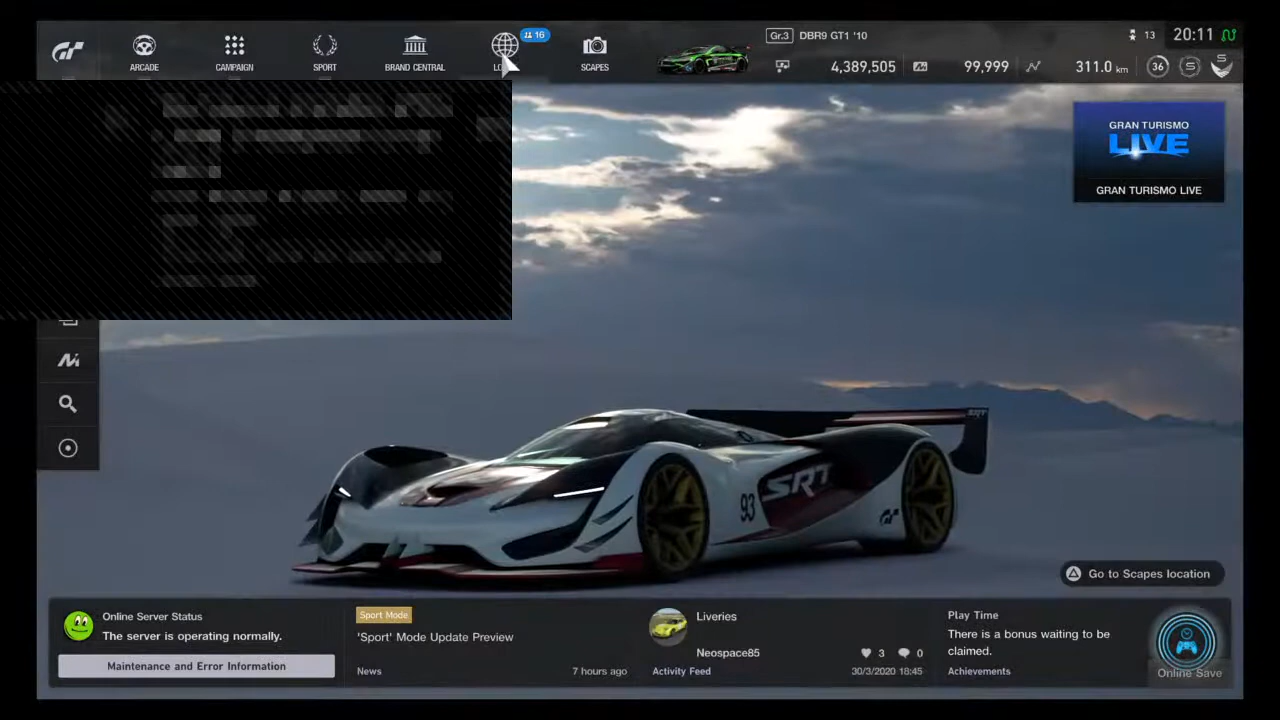 ARCADE
CAMPAIGN
SPORT
BRAND CENTRAL
16
SCAPES
Gr.3 DBR9 GT1 '10
4,389,505
99,999
311.0 km
13
20:11
36
S
GRAN TURISMO
LIVE
GRAN TURISMO LIVE
SRT
SRT
93
Go to Scapes location
Online Server Status
The server is operating normally.
Maintenance and Error Information
Sport Mode
'Sport' Mode Update Preview
News 7 hours ago
Liveries
Neospace85
3 0
Activity Feed 30/3/2020 18:45
Play Time
There is a bonus waiting to be
claimed.
Achievements
Online Save